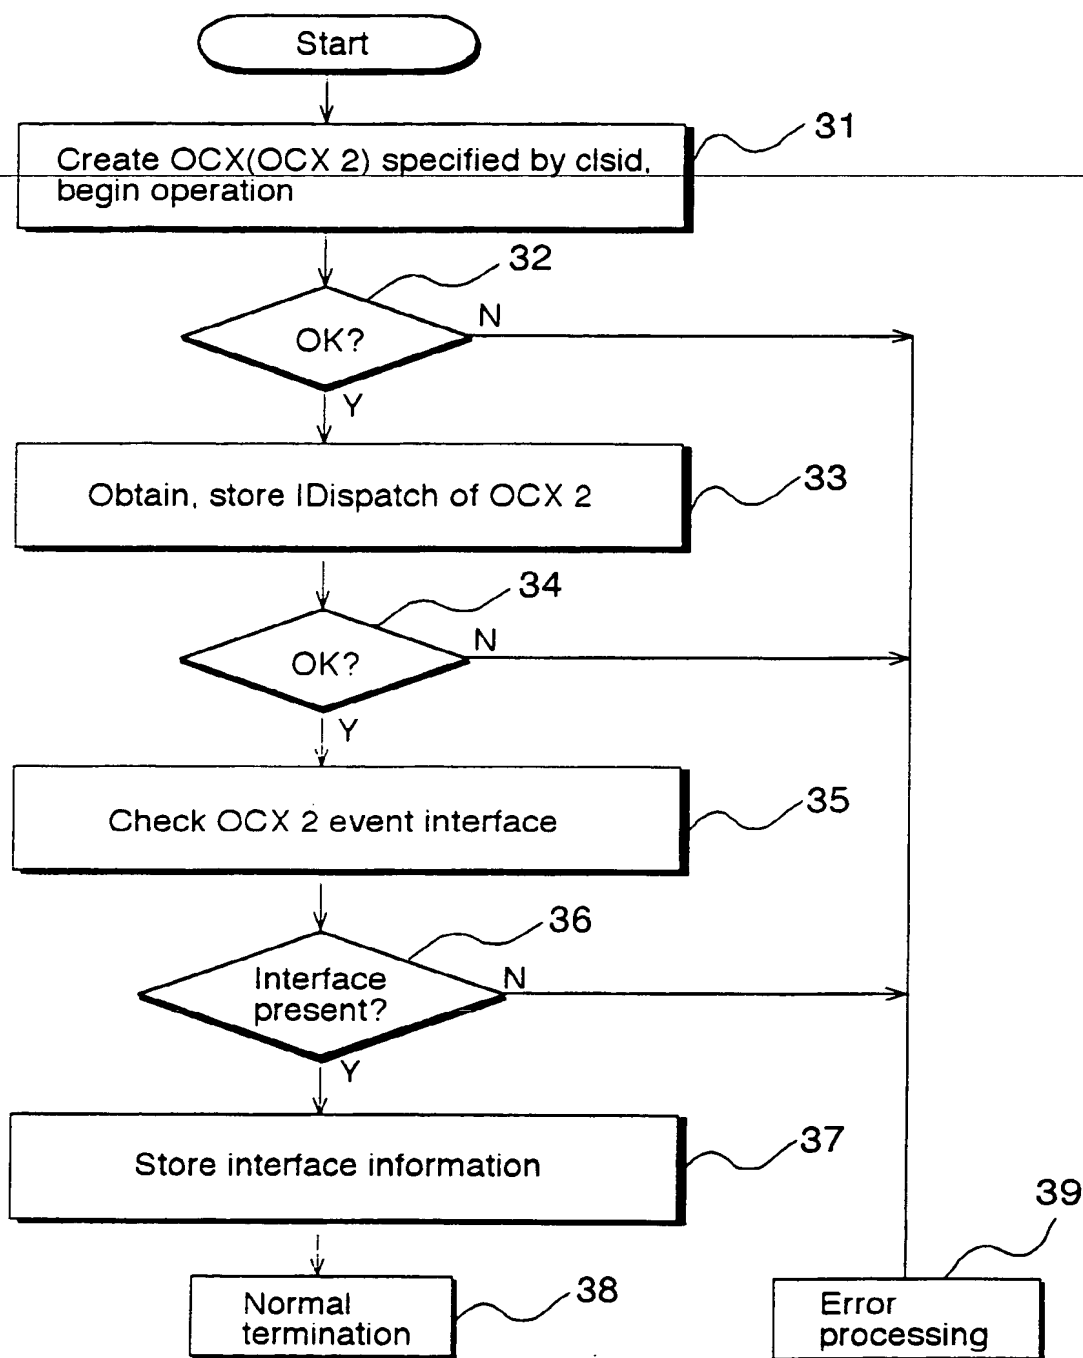 Start
31
Create OCX(OCX 2) specified by clsid,
begin operation
32
OK?
N
Y
Obtain, store IDispatch of OCX 2
33
34
OK?
N
Y
Check OCX 2 event interface
35
36
Interface
present?
N
Y
Store interface information
37
Normal
termination
38
39
Error
processing